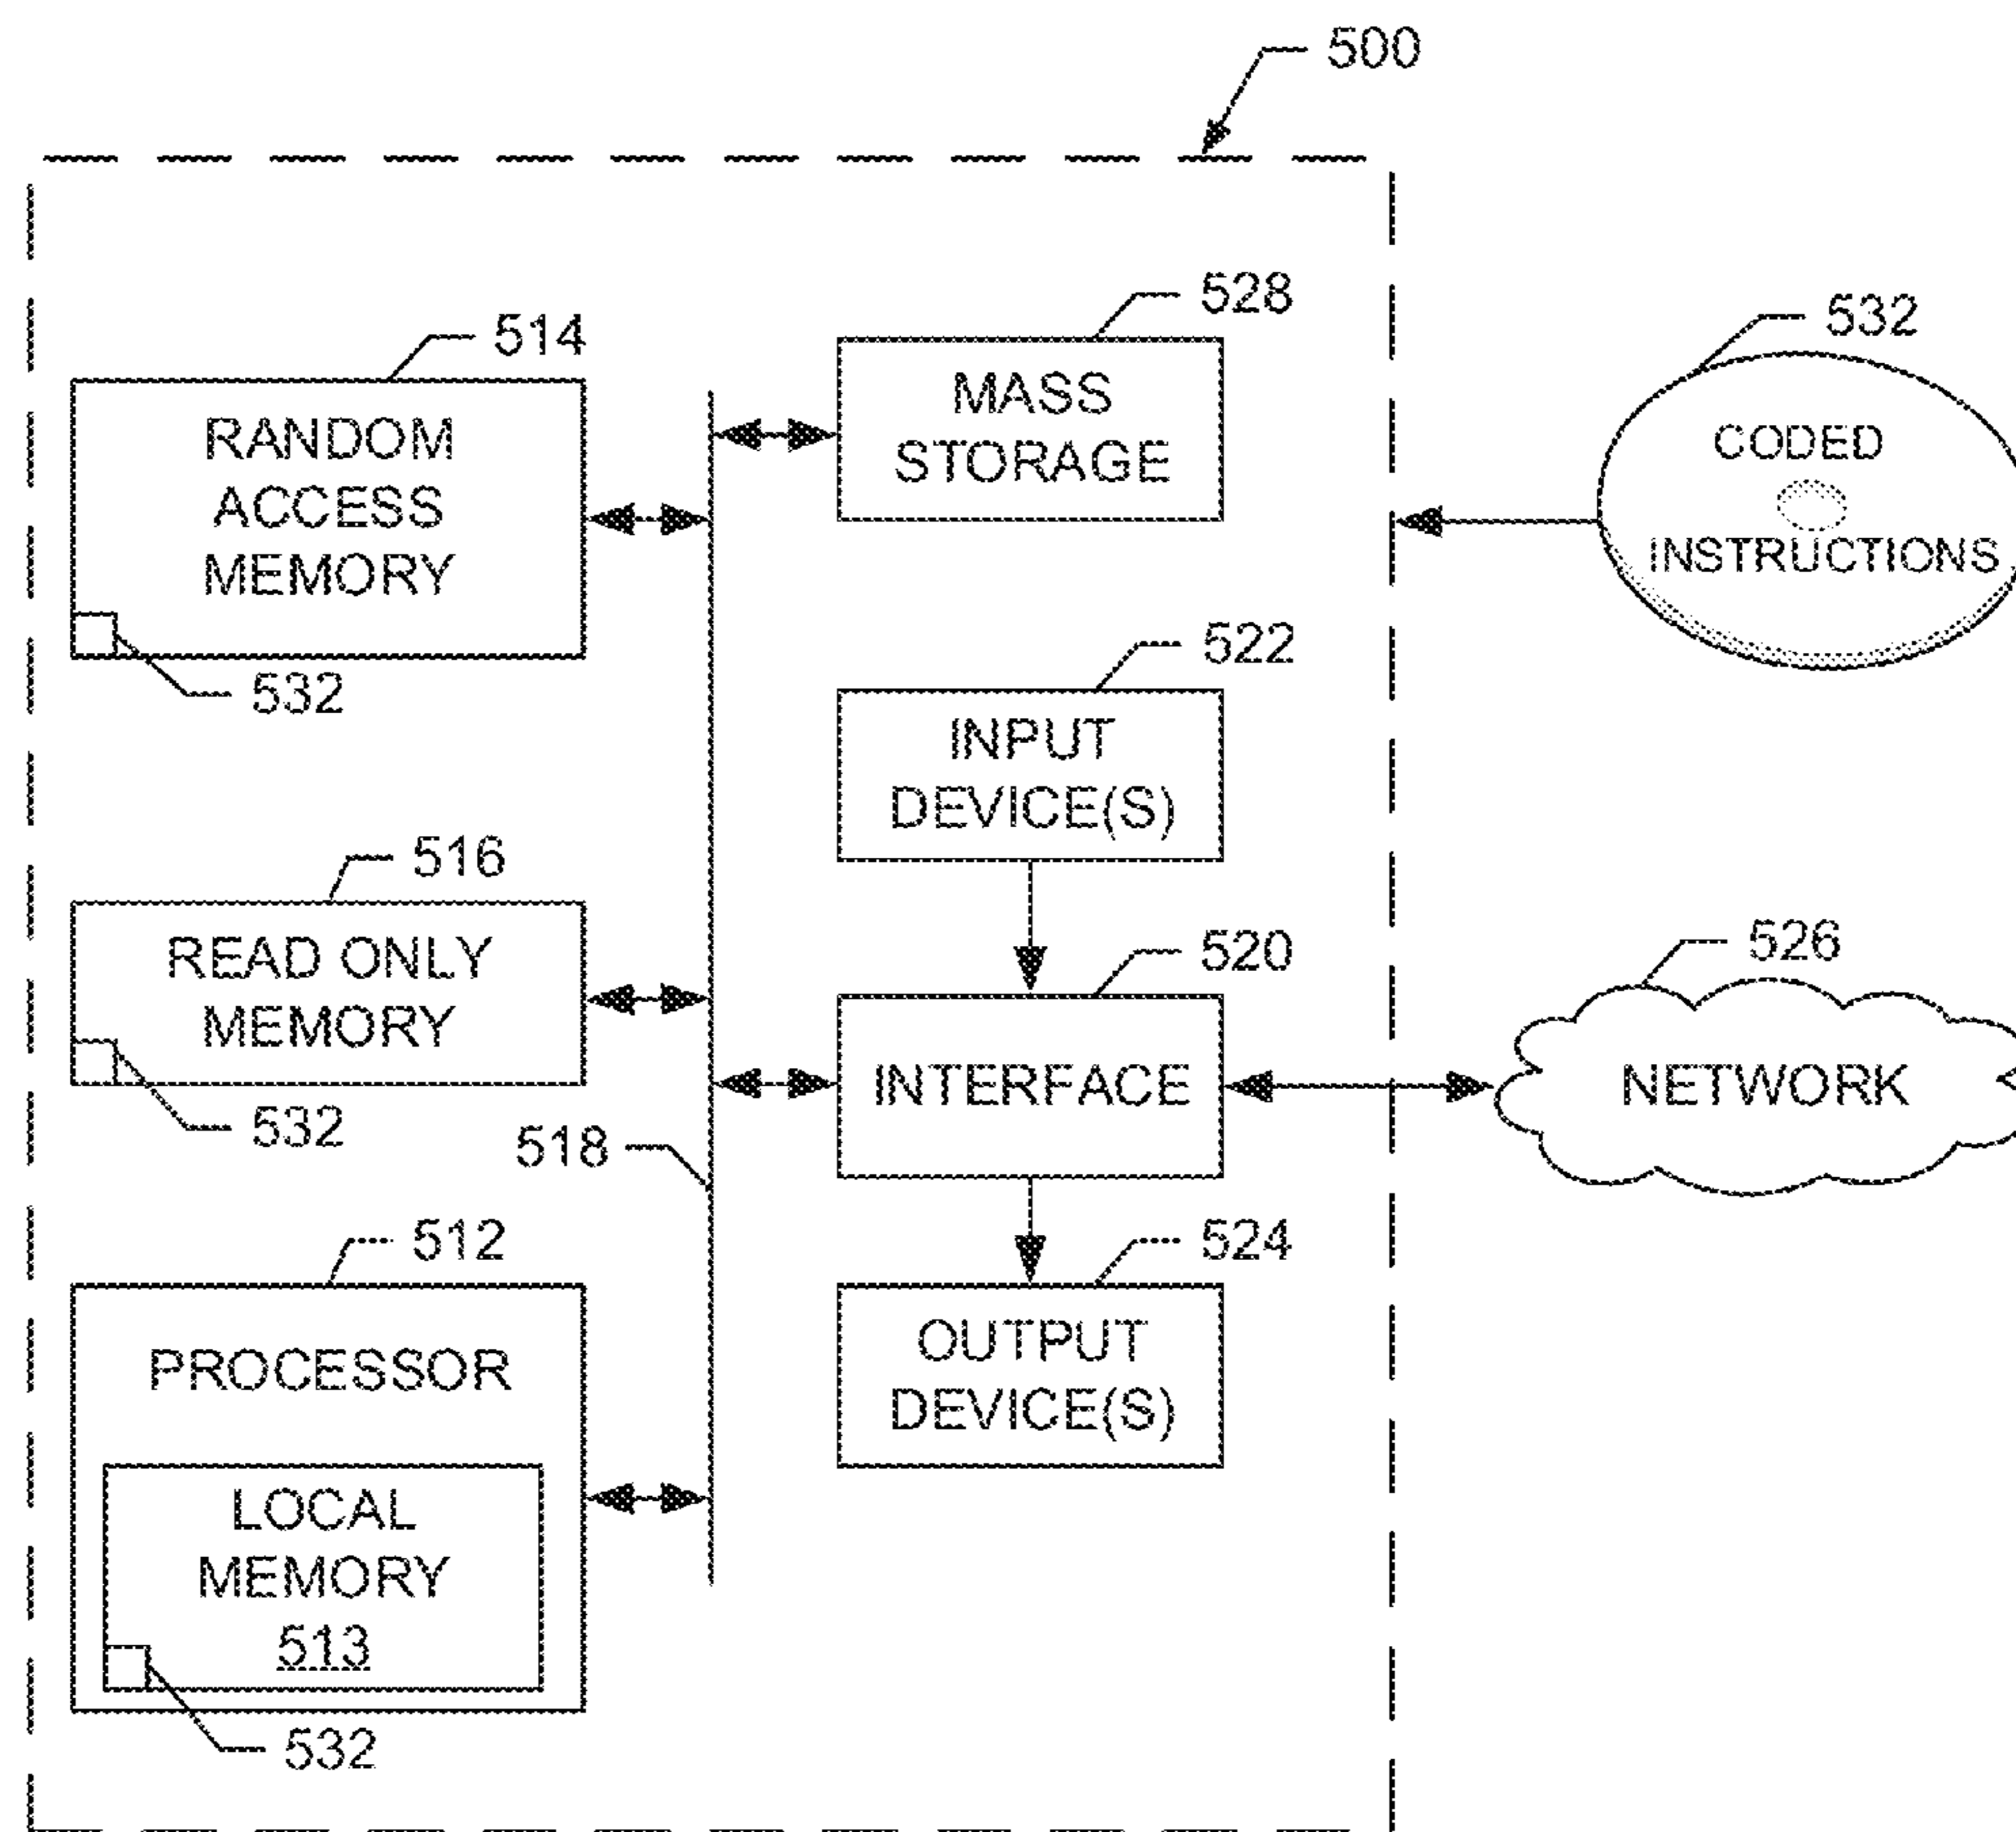 500
514
RANDOM
ACCESS
MEMORY
532
528
MASS
STORAGE
532
CODED
INSTRUCTIONS
522
INPUT
DEVICE(S)
516
READ ONLY
MEMORY
532
518
520
INTERFACE
526
NETWORK
512
PROCESSOR
LOCAL
MEMORY
513
532
524
OUTPUT
DEVICE(S)